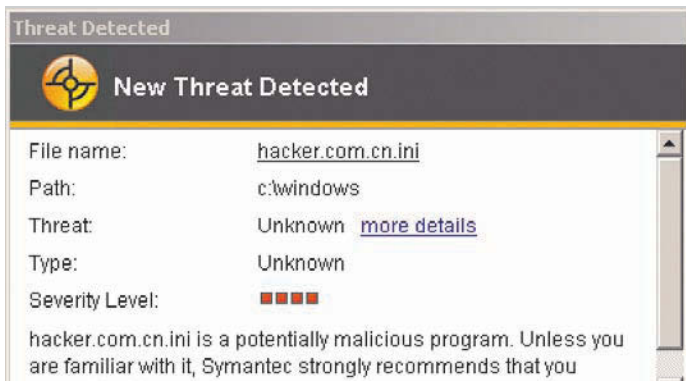 Threat Detected
New Threat Detected
File name: hacker.com.cn.ini
Path: c:\windows
Threat: Unknown more details
Type: Unknown
Severity Level:
hacker.com.cn.ini is a potentially malicious program. Unless you
are familiar with it, Symantec strongly recommends that you